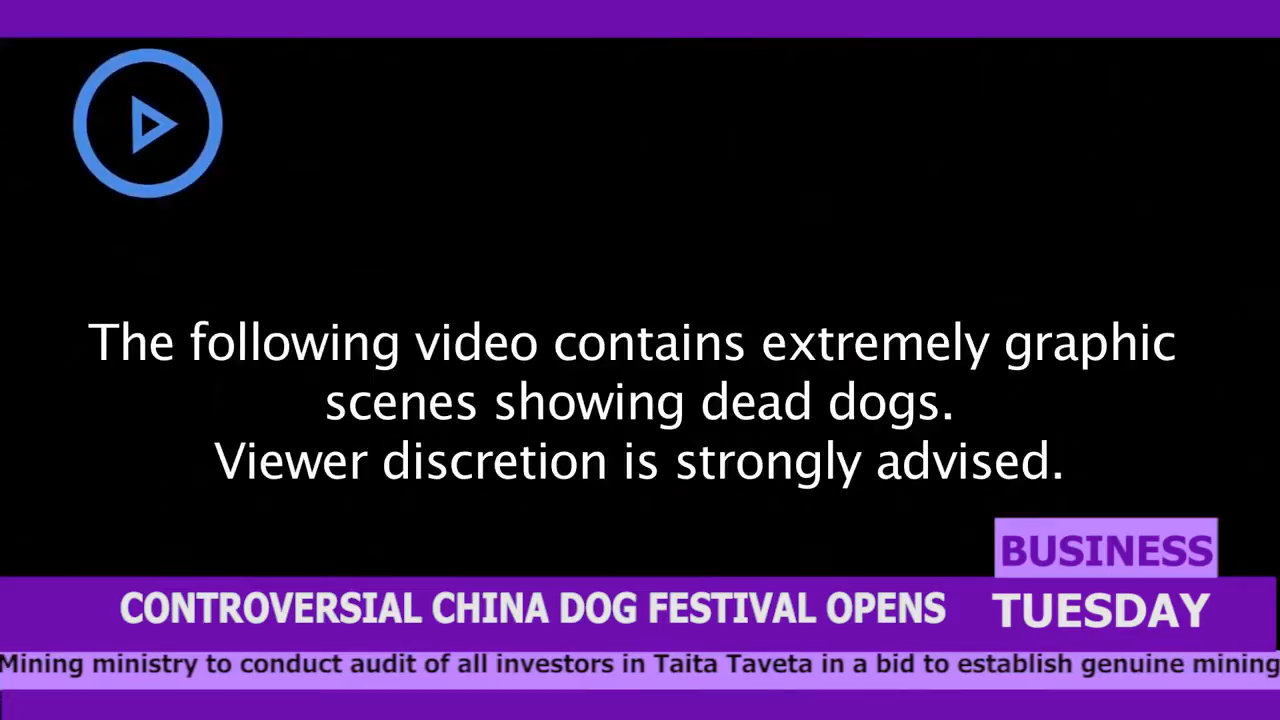 The following video contains extremely graphic
scenes showing dead dogs.
Viewer discretion is strongly advised.
BUSINESS
CONTROVERSIAL CHINA DOG FESTIVAL OPENS
TUESDAY
Mining ministry to conduct audit of all investors in Taita Taveta in a bid to establish genuine mining